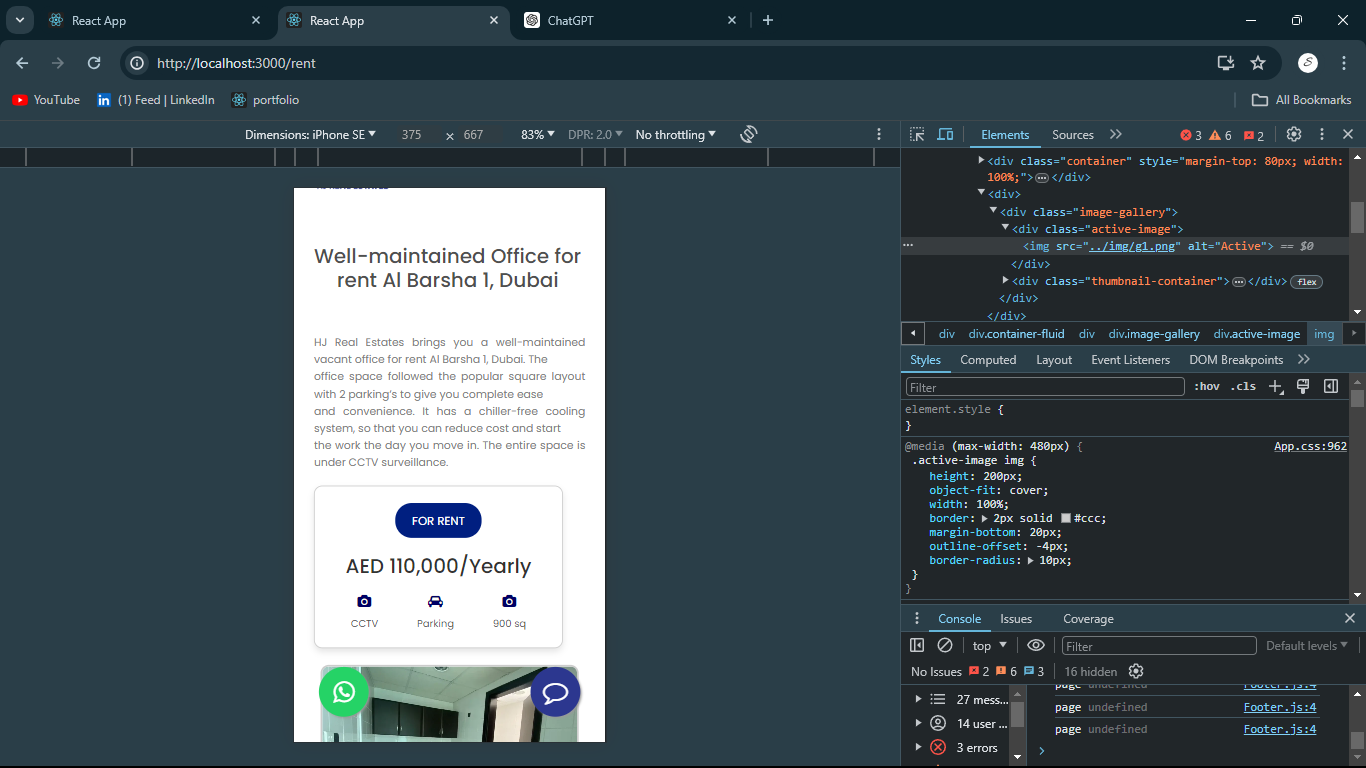 React App
React App
ChatGPT
http://localhost:3000/rent
YouTube
(1) Feed | LinkedIn
portfolio
All Bookmarks
Dimensions: iPhone SE
375
×
667
83%
DPR: 2.0
No throttling
Well-maintained Office for
rent Al Barsha 1, Dubai
HJ Real Estates brings you a well-maintained
vacant office for rent Al Barsha 1, Dubai. The
office space followed the popular square layout
with 2 parking's to give you complete ease
and convenience. It has a chiller-free cooling
system, so that you can reduce cost and start
the work the day you move in. The entire space is
under CCTV surveillance.
FOR RENT
AED 110,000/Yearly
CCTV
Parking
900 sq
Elements
Sources
3
6
2
<div class="container" style="margin-top: 80px; width:
100%;"> </div>
<div>
<div class="image-gallery">
<div class="active-image">
<img src="../img/g1.png" alt="Active"> == $0
</div>
<div class="thumbnail-container"> </div> flex
</div>
</div>
div
div.container-fluid
div
div.image-gallery
div.active-image
img
Styles
Computed
Layout
Event Listeners
DOM Breakpoints
Filter
:hov
.cls
element.style {
}
@media (max-width: 480px) {
App.css:962
.active-image img {
height: 200px;
object-fit: cover;
width: 100%;
border: 2px solid #ccc;
margin-bottom: 20px;
outline-offset: -4px;
border-radius: 10px;
}
}
Console
Issues
Coverage
top
Filter
Default levels
No Issues
2
6
3
16 hidden
27 mess...
14 user ...
3 errors
page undefined
Footer.js:4
page undefined
Footer.js:4
page undefined
Footer.js:4